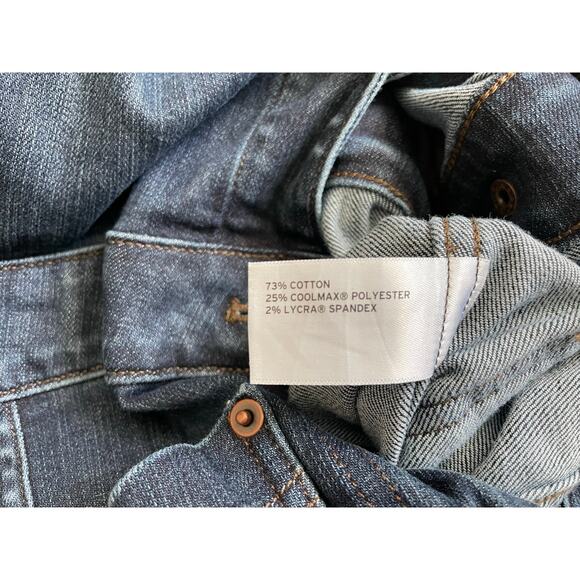 73% COTTON
25% COOLMAX® POLYESTER
2% LYCRA® SPANDEX